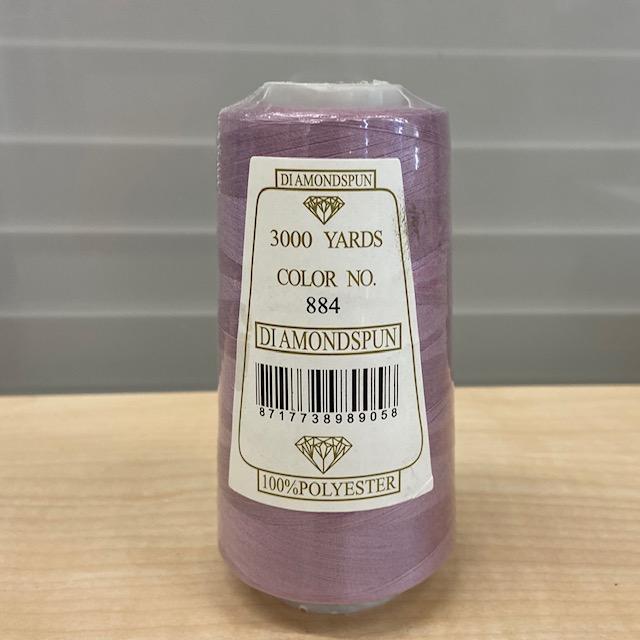 DIAMONDSPUN
3000 YARDS
COLOR NO.
884
DIAMONDSPUN
8717738989058
100%POLYESTER